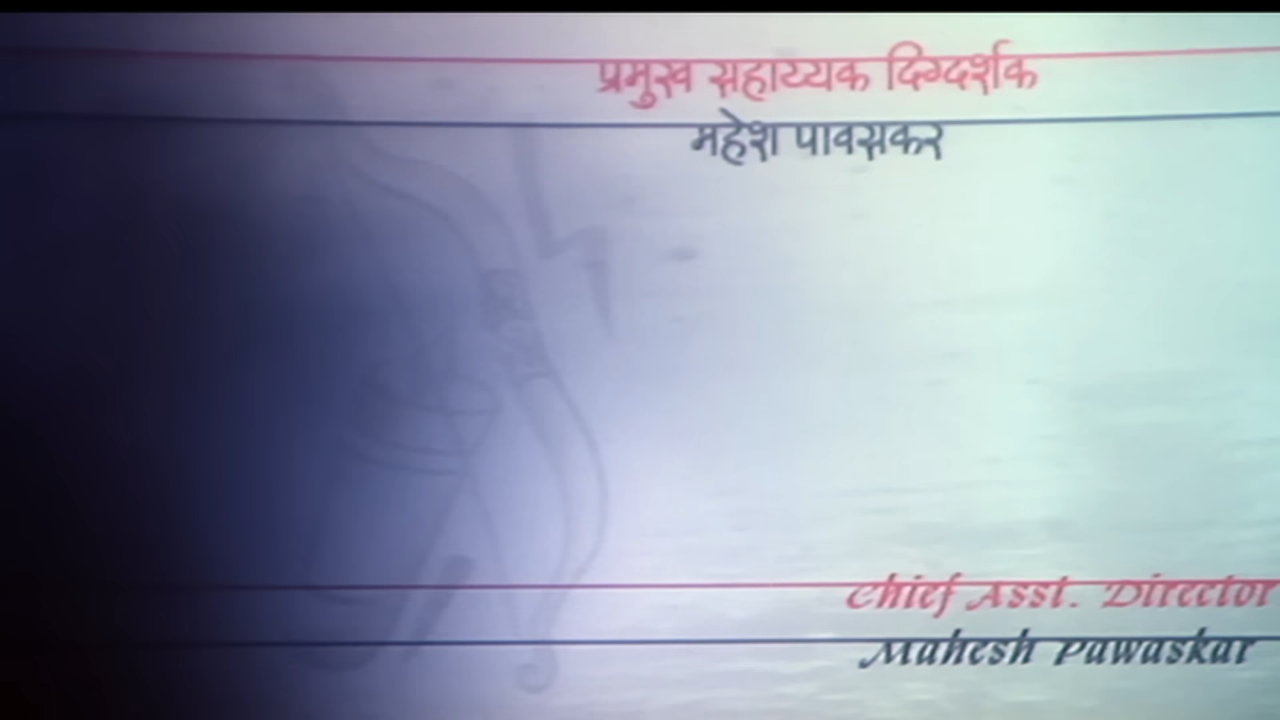 प्रमुख सहाय्यक दिग्दर्शक
महेश पावसकर
Chief Asst. Director
Mahesh Pawaskar